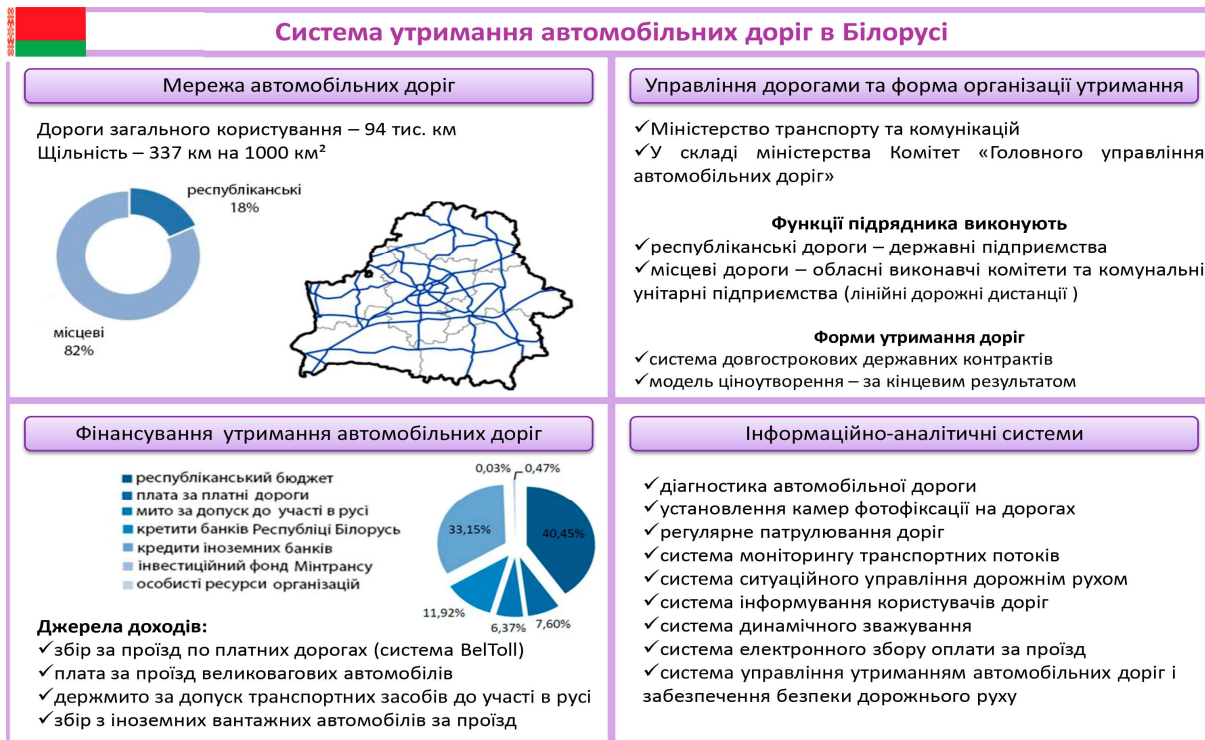 Система утримання автомобільних доріг в Білорусі
Мережа автомобільних доріг
Дороги загального користування – 94 тис. км
Щільність – 337 км на 1000 км²
республіканські
18%
місцеві
82%
Управління дорогами та форма організації утримання
✓Міністерство транспорту та комунікацій
✓У складі міністерства Комітет «Головного управління
автомобільних доріг»
Функції підрядника виконують
✓республіканські дороги – державні підприємства
✓місцеві дороги – обласні виконавчі комітети та комунальні
унітарні підприємства (лінійні дорожні дистанції )
Форми утримання доріг
✓система довгострокових державних контрактів
✓модель ціноутворення – за кінцевим результатом
Фінансування утримання автомобільних доріг
республіканський бюджет
плата за платні дороги
мито за допуск до участі в русі
кретити банків Республіці Білорусь
кредити іноземних банків
інвестиційний фонд Мінтрансу
особисті ресурси організацій
0,03%
0,47%
33,15%
40,45%
11,92%
6,37%
7,60%
Джерела доходів:
✓збір за проїзд по платних дорогах (система BelToll)
✓плата за проїзд великовагових автомобілів
✓держмито за допуск транспортних засобів до участі в русі
✓збір з іноземних вантажних автомобілів за проїзд
Інформаційно-аналітичні системи
✓діагностика автомобільної дороги
✓установлення камер фотофіксації на дорогах
✓регулярне патрулювання доріг
✓система моніторингу транспортних потоків
✓система ситуаційного управління дорожнім рухом
✓система інформування користувачів доріг
✓система динамічного зважування
✓система електронного збору оплати за проїзд
✓система управління утриманням автомобільних доріг і
забезпечення безпеки дорожнього руху